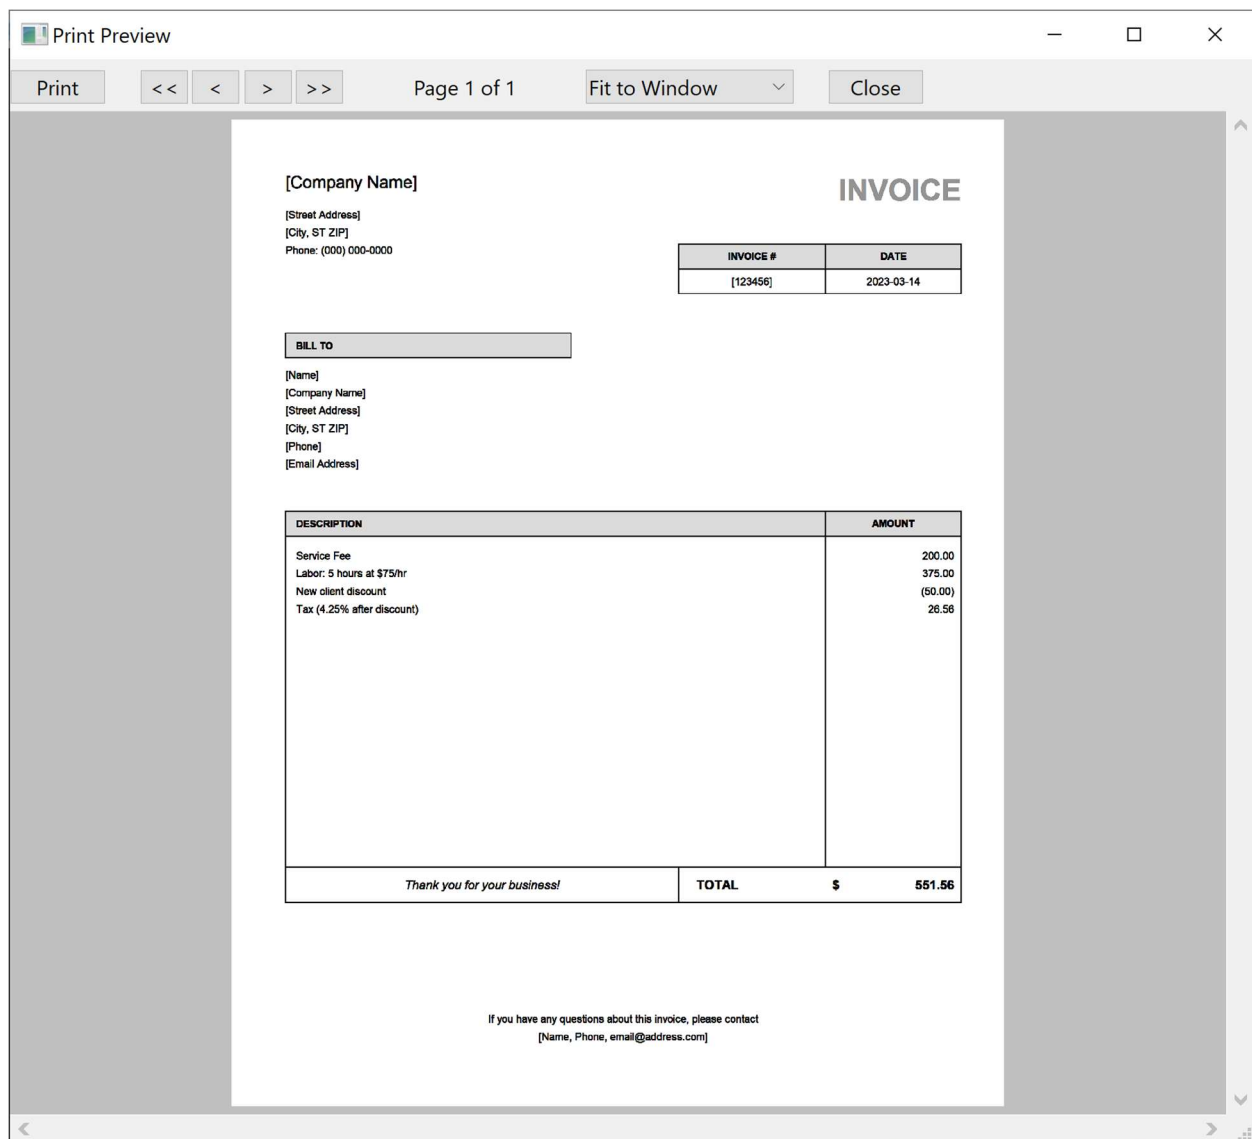 Print Preview
Print << < > >> Page 1 of 1 Fit to Window Close
[Company Name]
INVOICE
[Street Address]
[City, ST ZIP]
Phone: (000) 000-0000
INVOICE # DATE
[123456] 2023-03-14
BILL TO
[Name]
[Company Name]
[Street Address]
[City, ST ZIP]
[Phone]
[Email Address]
DESCRIPTION AMOUNT
Service Fee 200.00
Labor: 5 hours at $75/hr 375.00
New client discount (50.00)
Tax (4.25% after discount) 26.56
Thank you for your business! TOTAL $ 551.56
If you have any questions about this invoice, please contact
[Name, Phone, email@address.com]